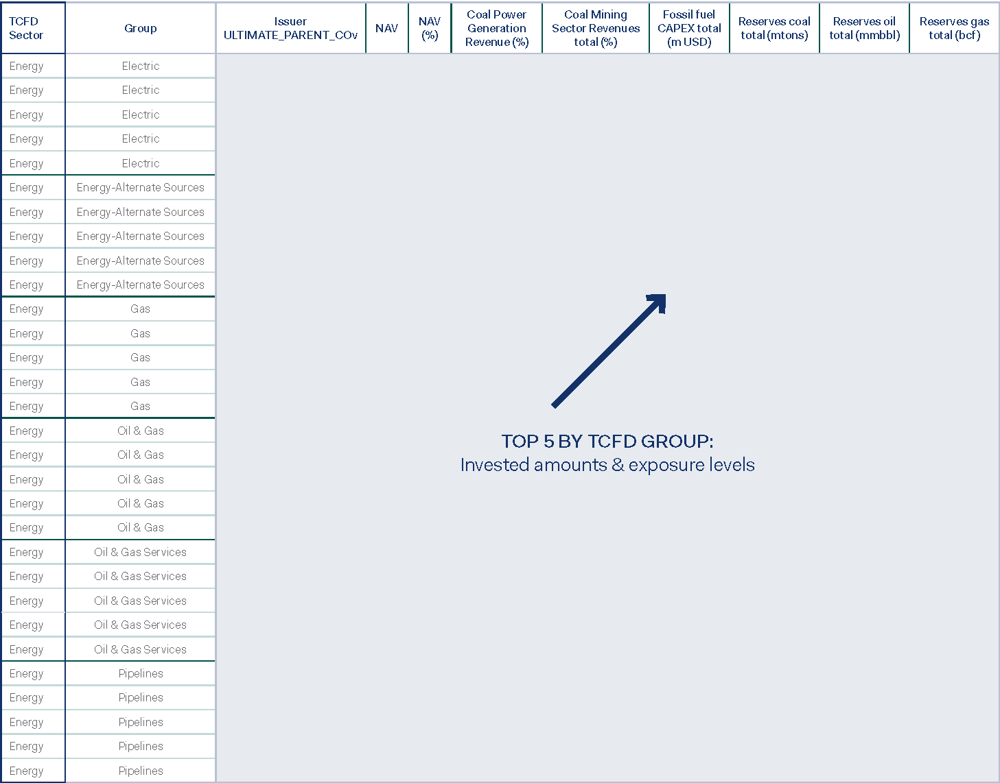 TCFD
Sector
Group
Issuer
ULTIMATE_PARENT_COv
NAV
NAV
(%)
Coal Power
Generation
Revenue (%)
Coal Mining
Sector Revenues
total (%)
Fossil fuel
CAPEX total
(m USD)
Reserves coal
total (mtons)
Reserves oil
total (mmbbl)
Reserves gas
total (bcf)
Energy Electric
Energy Electric
Energy Electric
Energy Electric
Energy Electric
Energy Energy-Alternate Sources
Energy Energy-Alternate Sources
Energy Energy-Alternate Sources
Energy Energy-Alternate Sources
Energy Energy-Alternate Sources
Energy Gas
Energy Gas
Energy Gas
Energy Gas
Energy Gas
Energy Oil & Gas
Energy Oil & Gas
Energy Oil & Gas
Energy Oil & Gas
Energy Oil & Gas
Energy Oil & Gas Services
Energy Oil & Gas Services
Energy Oil & Gas Services
Energy Oil & Gas Services
Energy Oil & Gas Services
Energy Pipelines
Energy Pipelines
Energy Pipelines
Energy Pipelines
Energy Pipelines
TOP 5 BY TCFD GROUP:
Invested amounts & exposure levels